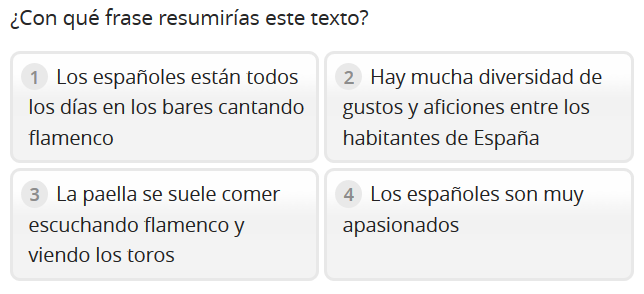 ¿Con qué frase resumirías este texto?
1 Los españoles están todos
los días en los bares cantando
flamenco
2 Hay mucha diversidad de
gustos y aficiones entre los
habitantes de España
3 La paella se suele comer
escuchando flamenco y
viendo los toros
4 Los españoles son muy
apasionados